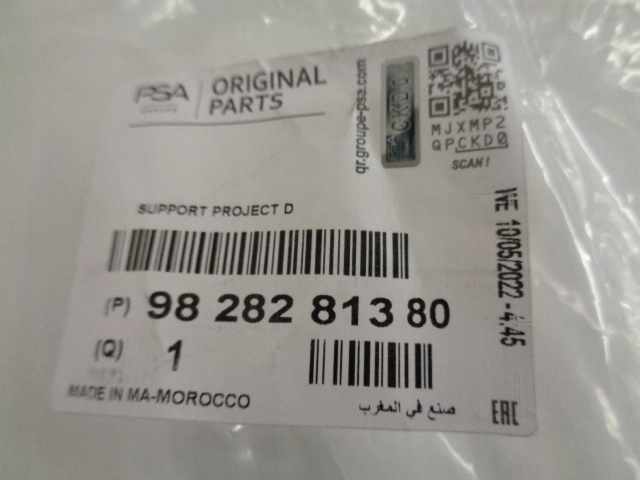 PSA
GROUPE
ORIGINAL
PARTS
qr.groupe-psa.com
CKD0
MJXMP2
QPCKD0
SCAN!
SUPPORT PROJECT D
(P) 98 282 813 80
(Q) 1
MADE IN MA-MOROCCO
صنع في المغرب
10/05/2022 - 4.45
EAC